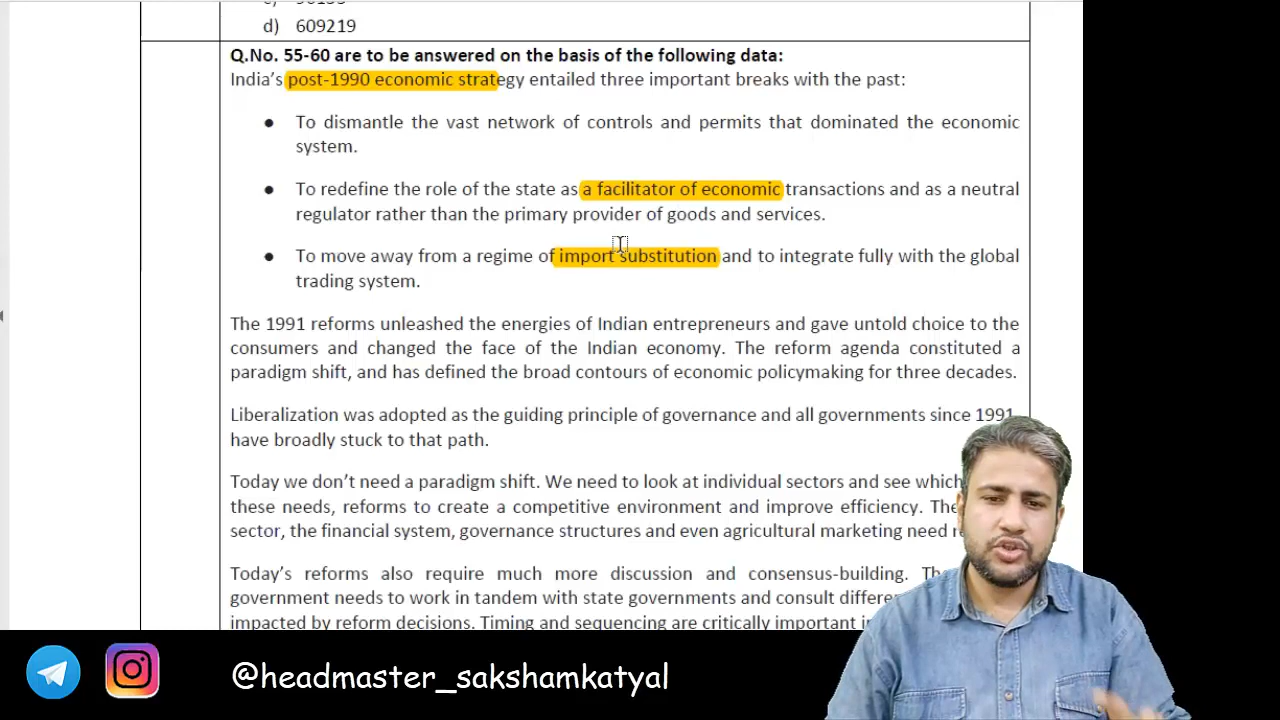 d) 609219
Q.No. 55-60 are to be answered on the basis of the following data:
India's post-1990 economic strategy entailed three important breaks with the past:
● To dismantle the vast network of controls and permits that dominated the economic
system.
● To redefine the role of the state as a facilitator of economic transactions and as a neutral
regulator rather than the primary provider of goods and services.
● To move away from a regime of import substitution and to integrate fully with the global
trading system.
The 1991 reforms unleashed the energies of Indian entrepreneurs and gave untold choice to the
consumers and changed the face of the Indian economy. The reform agenda constituted a
paradigm shift, and has defined the broad contours of economic policymaking for three decades.
Liberalization was adopted as the guiding principle of governance and all governments since 1991
have broadly stuck to that path.
Today we don't need a paradigm shift. We need to look at individual sectors and see which
these needs, reforms to create a competitive environment and improve efficiency. The
sector, the financial system, governance structures and even agricultural marketing need
Today's reforms also require much more discussion and consensus-building.
government needs to work in tandem with state governments and consult
impacted by reform decisions. Timing and sequencing are critically important
@headmaster_sakshamkatyal